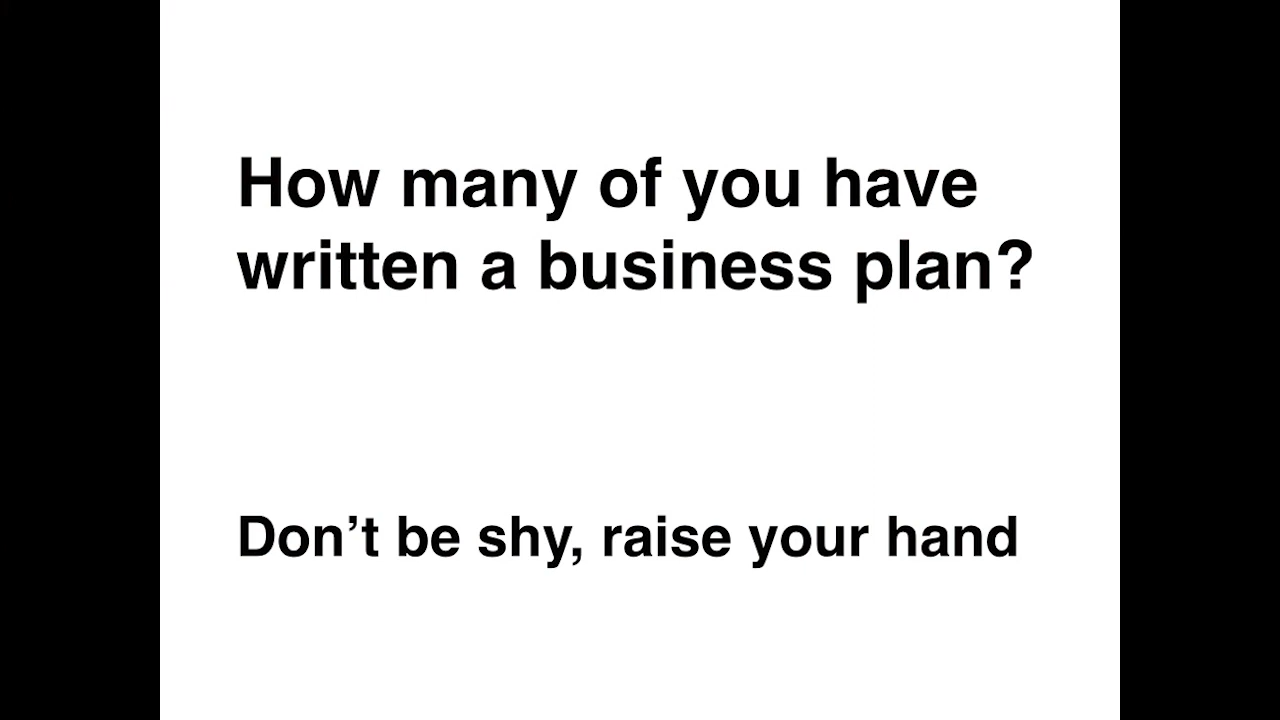 How many of you have
written a business plan?
Don’t be shy, raise your hand